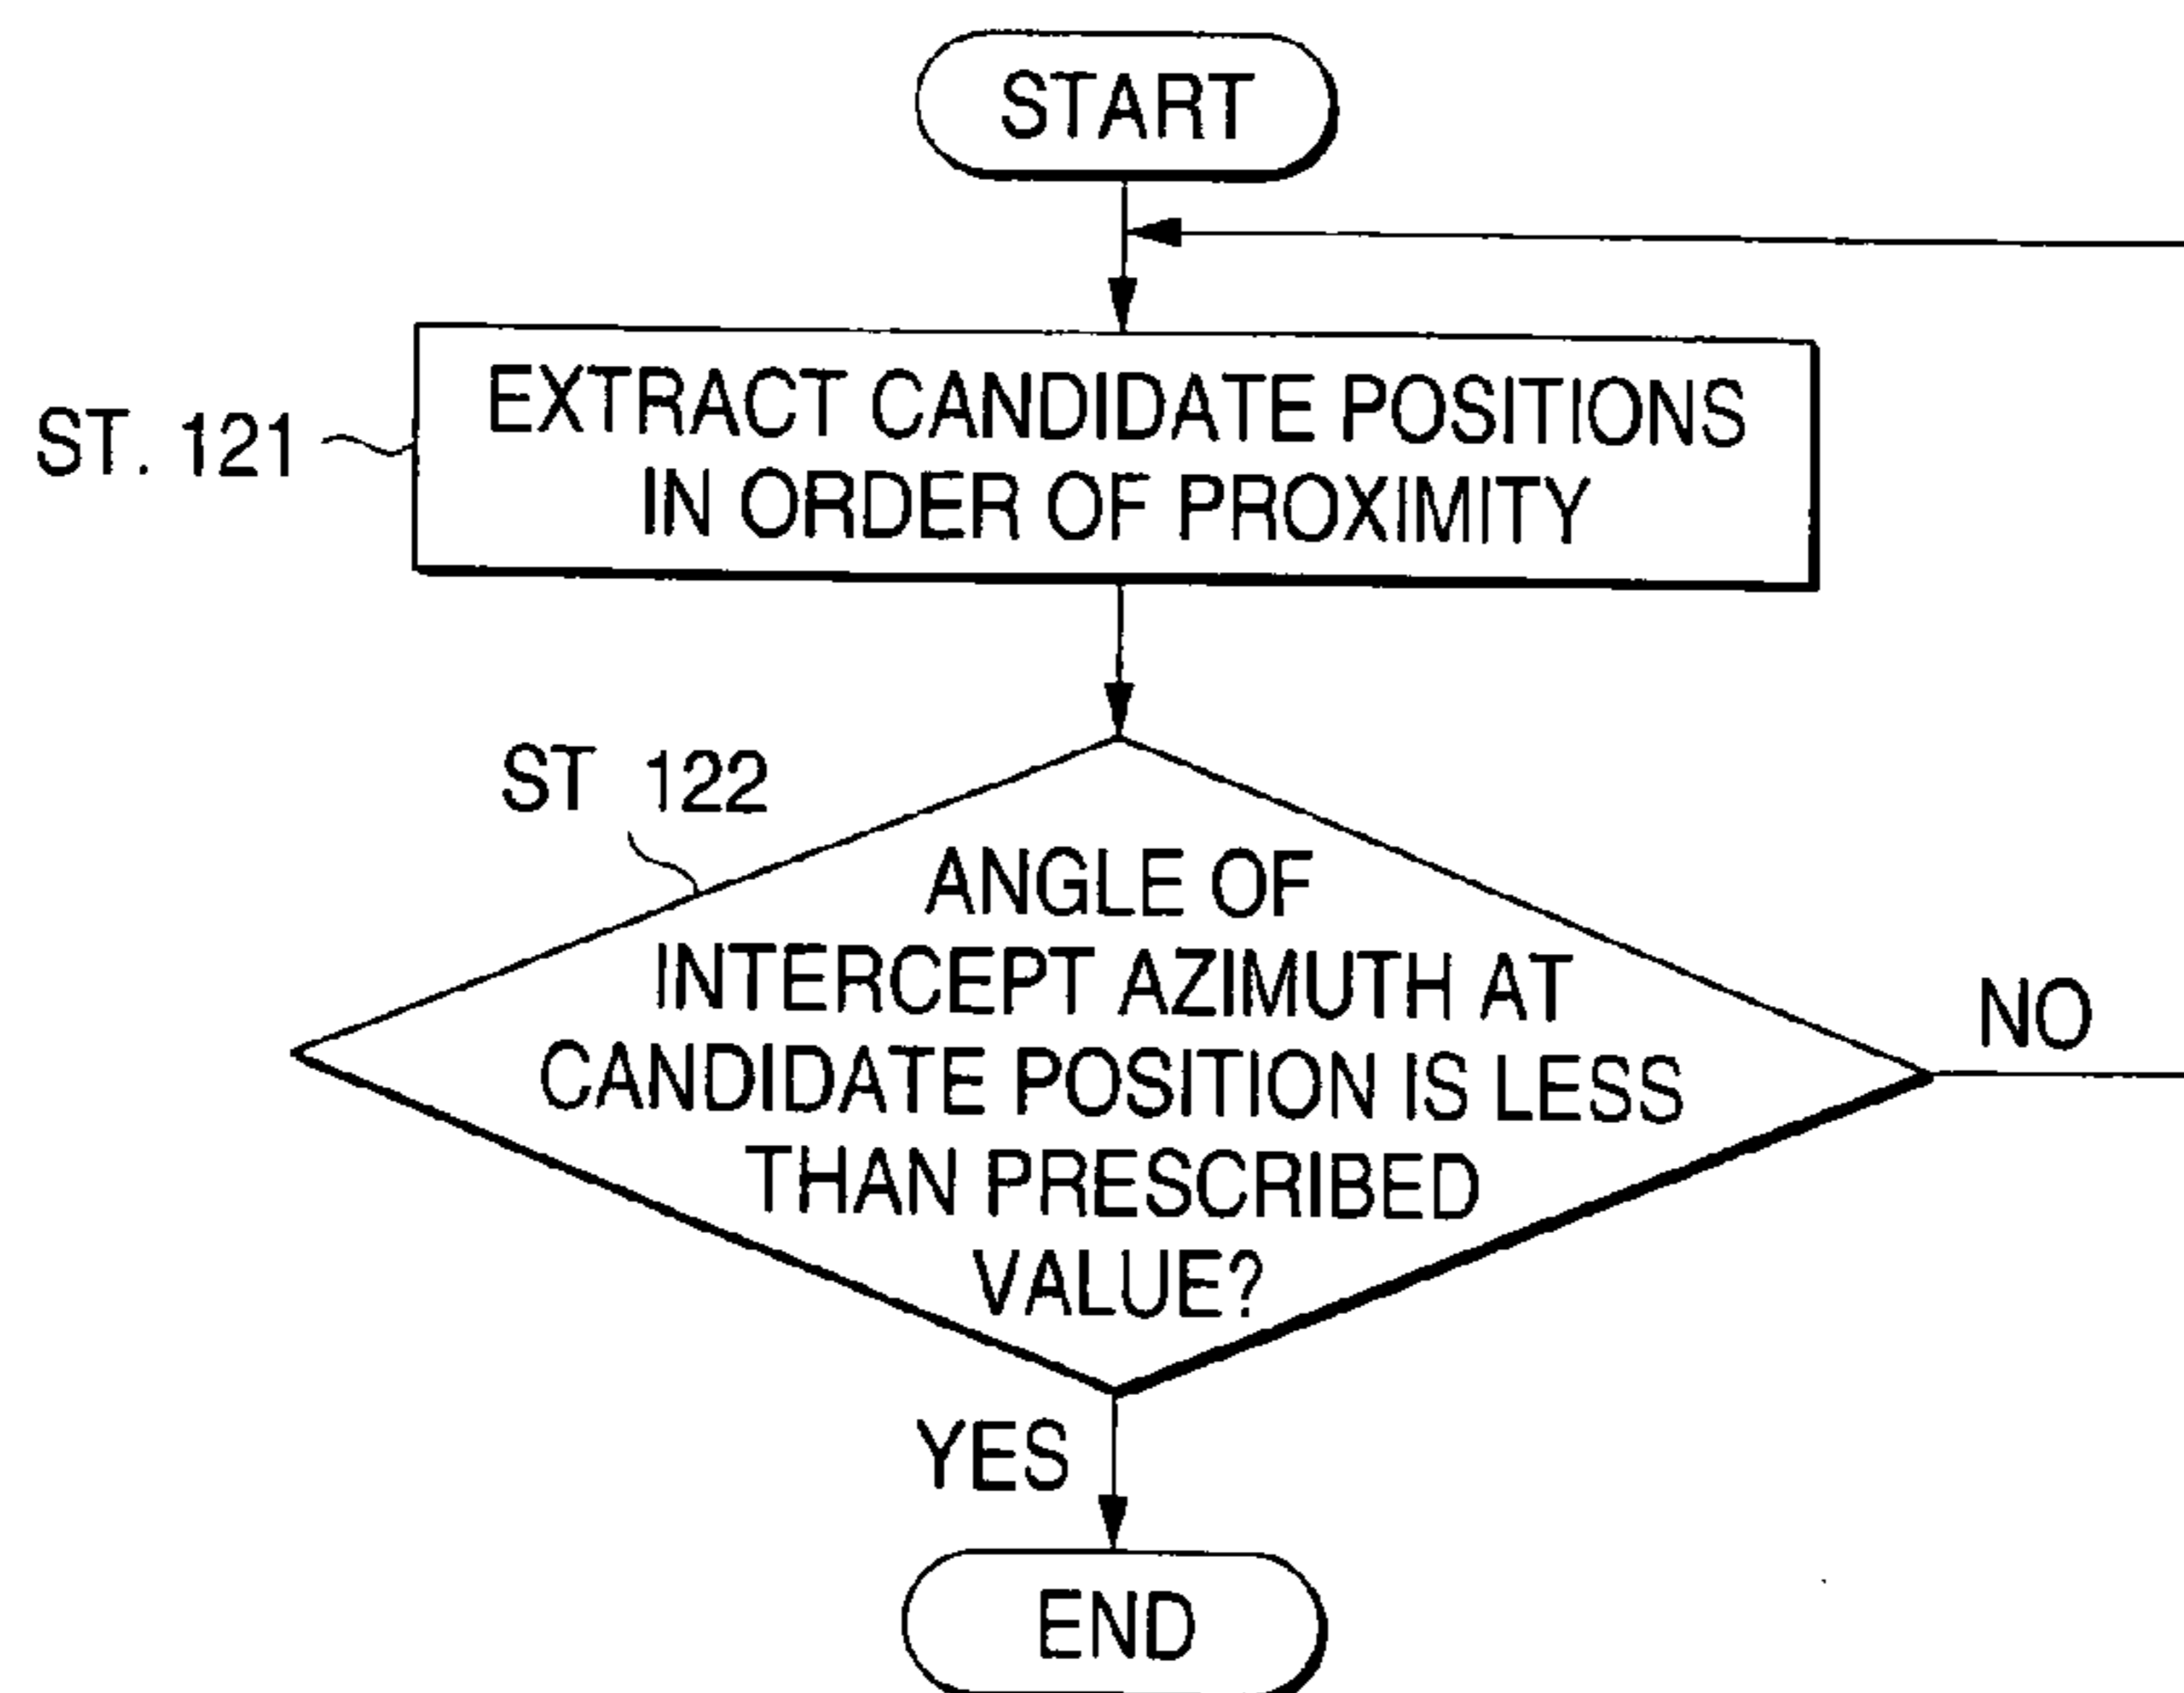 START
EXTRACT CANDIDATE POSITIONS
IN ORDER OF PROXIMITY
ST. 121
ST 122
ANGLE OF
INTERCEPT AZIMUTH AT
CANDIDATE POSITION IS LESS
THAN PRESCRIBED
VALUE?
NO
YES
END